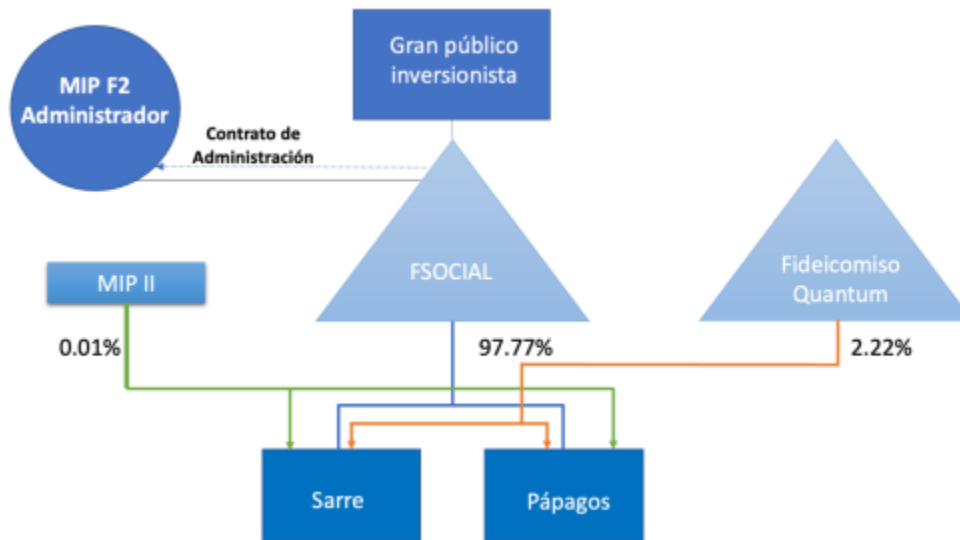 Gran público
inversionista
MIP F2
Administrador
Contrato de
Administración
FSOCIAL
Fideicomiso
Quantum
MIP II
0.01%
97.77%
2.22%
Sarre
Pápagos